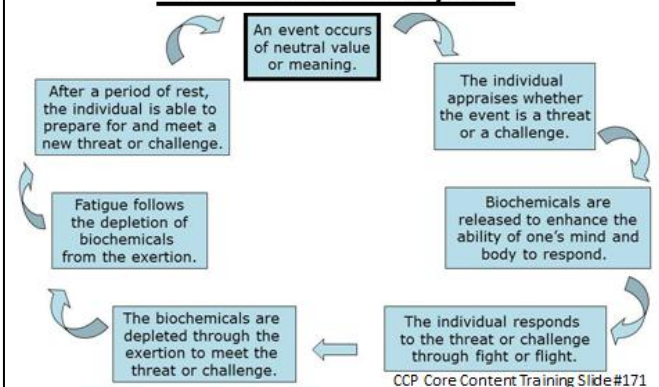 An event occurs
of neutral value
or meaning.
The individual
appraises whether
the event is a threat
or a challenge.
Biochemicals are
released to enhance the
ability of one's mind and
body to respond.
The individual responds
to the threat or challenge
through fight or flight.
The biochemicals are
depleted through the
exertion to meet the
threat or challenge.
Fatigue follows
the depletion of
biochemicals
from the exertion.
After a period of rest,
the individual is able to
prepare for and meet a
new threat or challenge.
CCP Core Content Training Slide #171